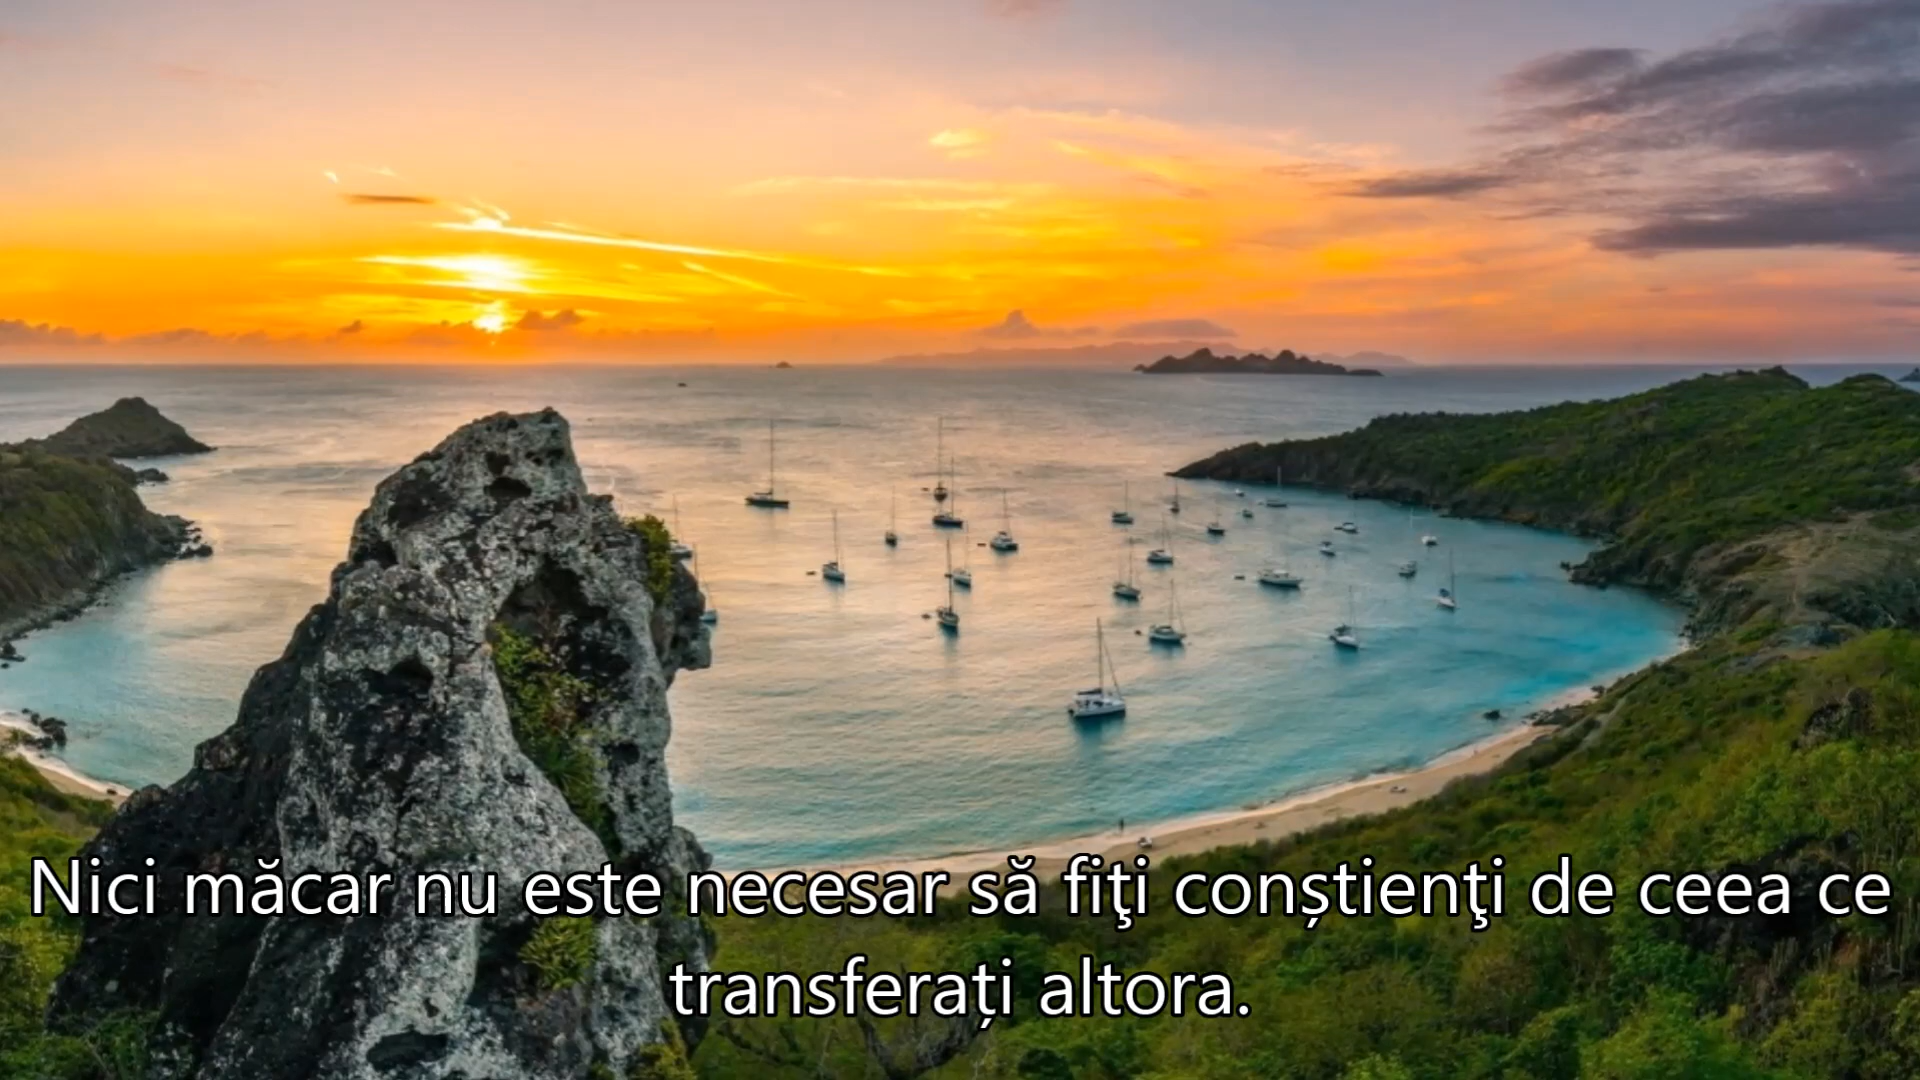 Nici măcar nu este necesar să fiţi conștienţi de ceea ce
transferați altora.